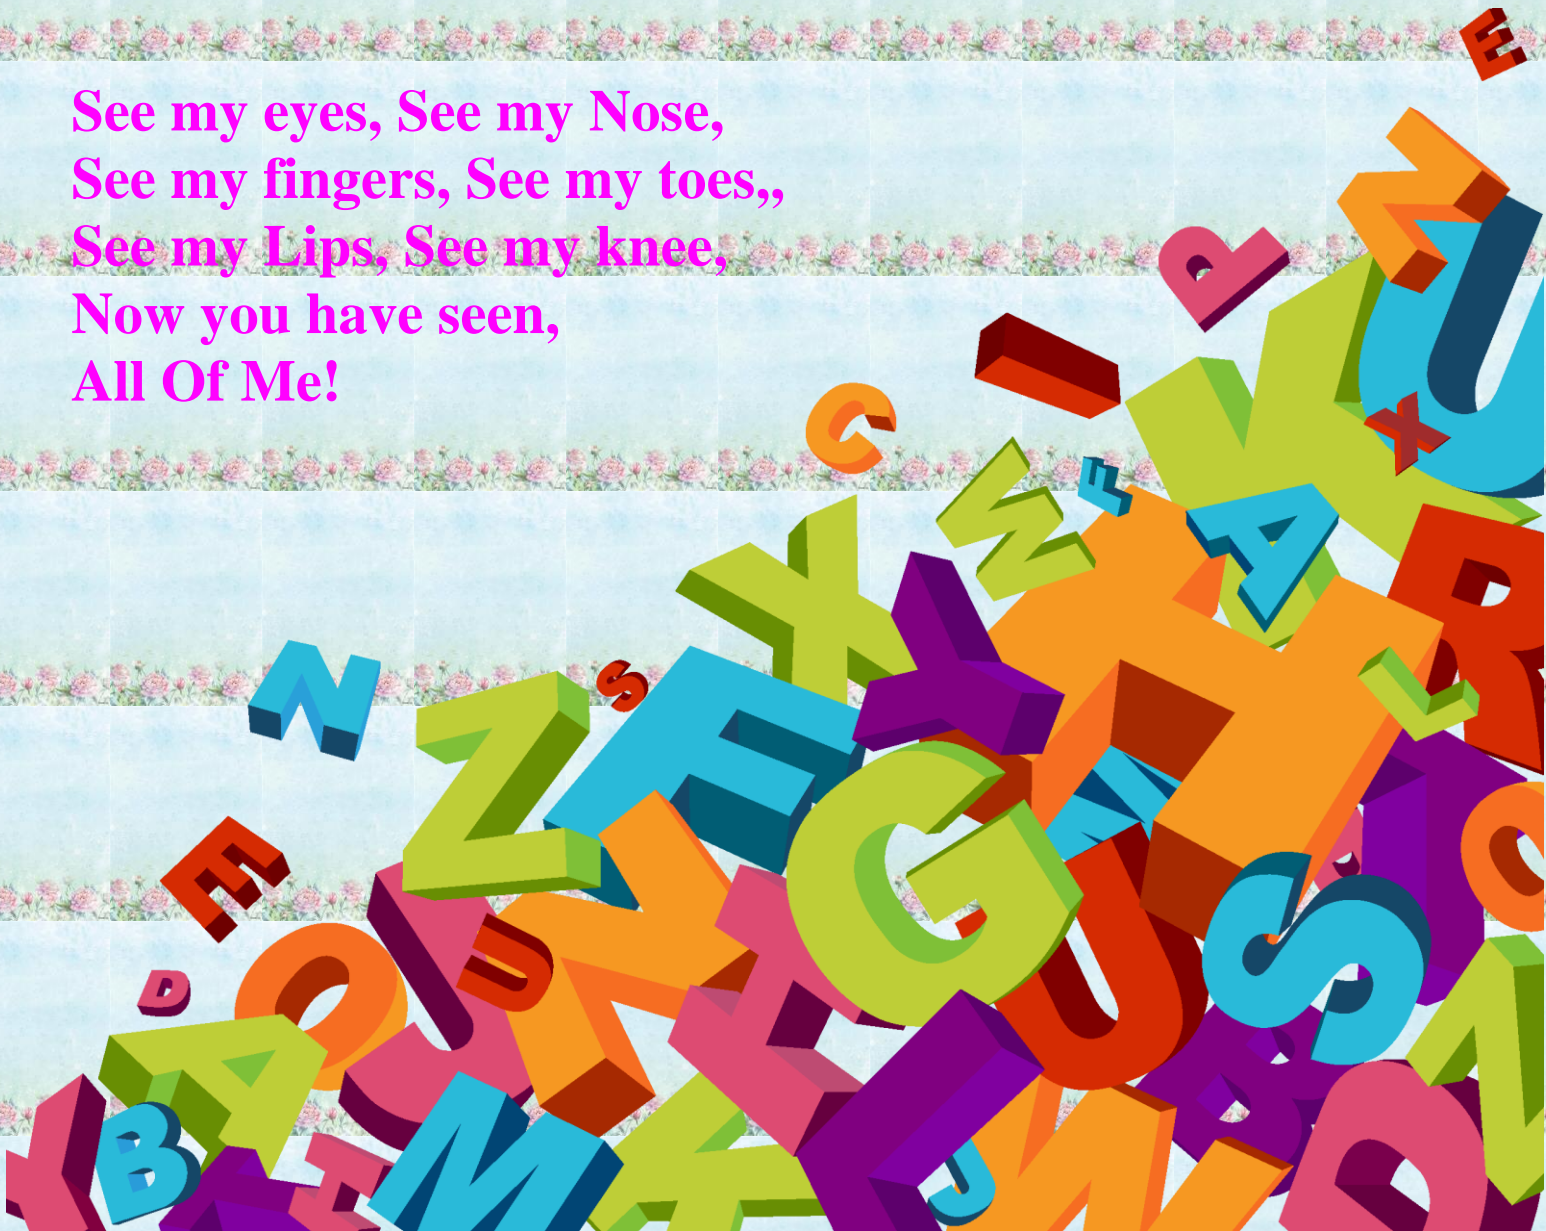 See my eyes, See my Nose,
See my fingers, See my toes,,
See my Lips, See my knee,
Now you have seen,
All Of Me!